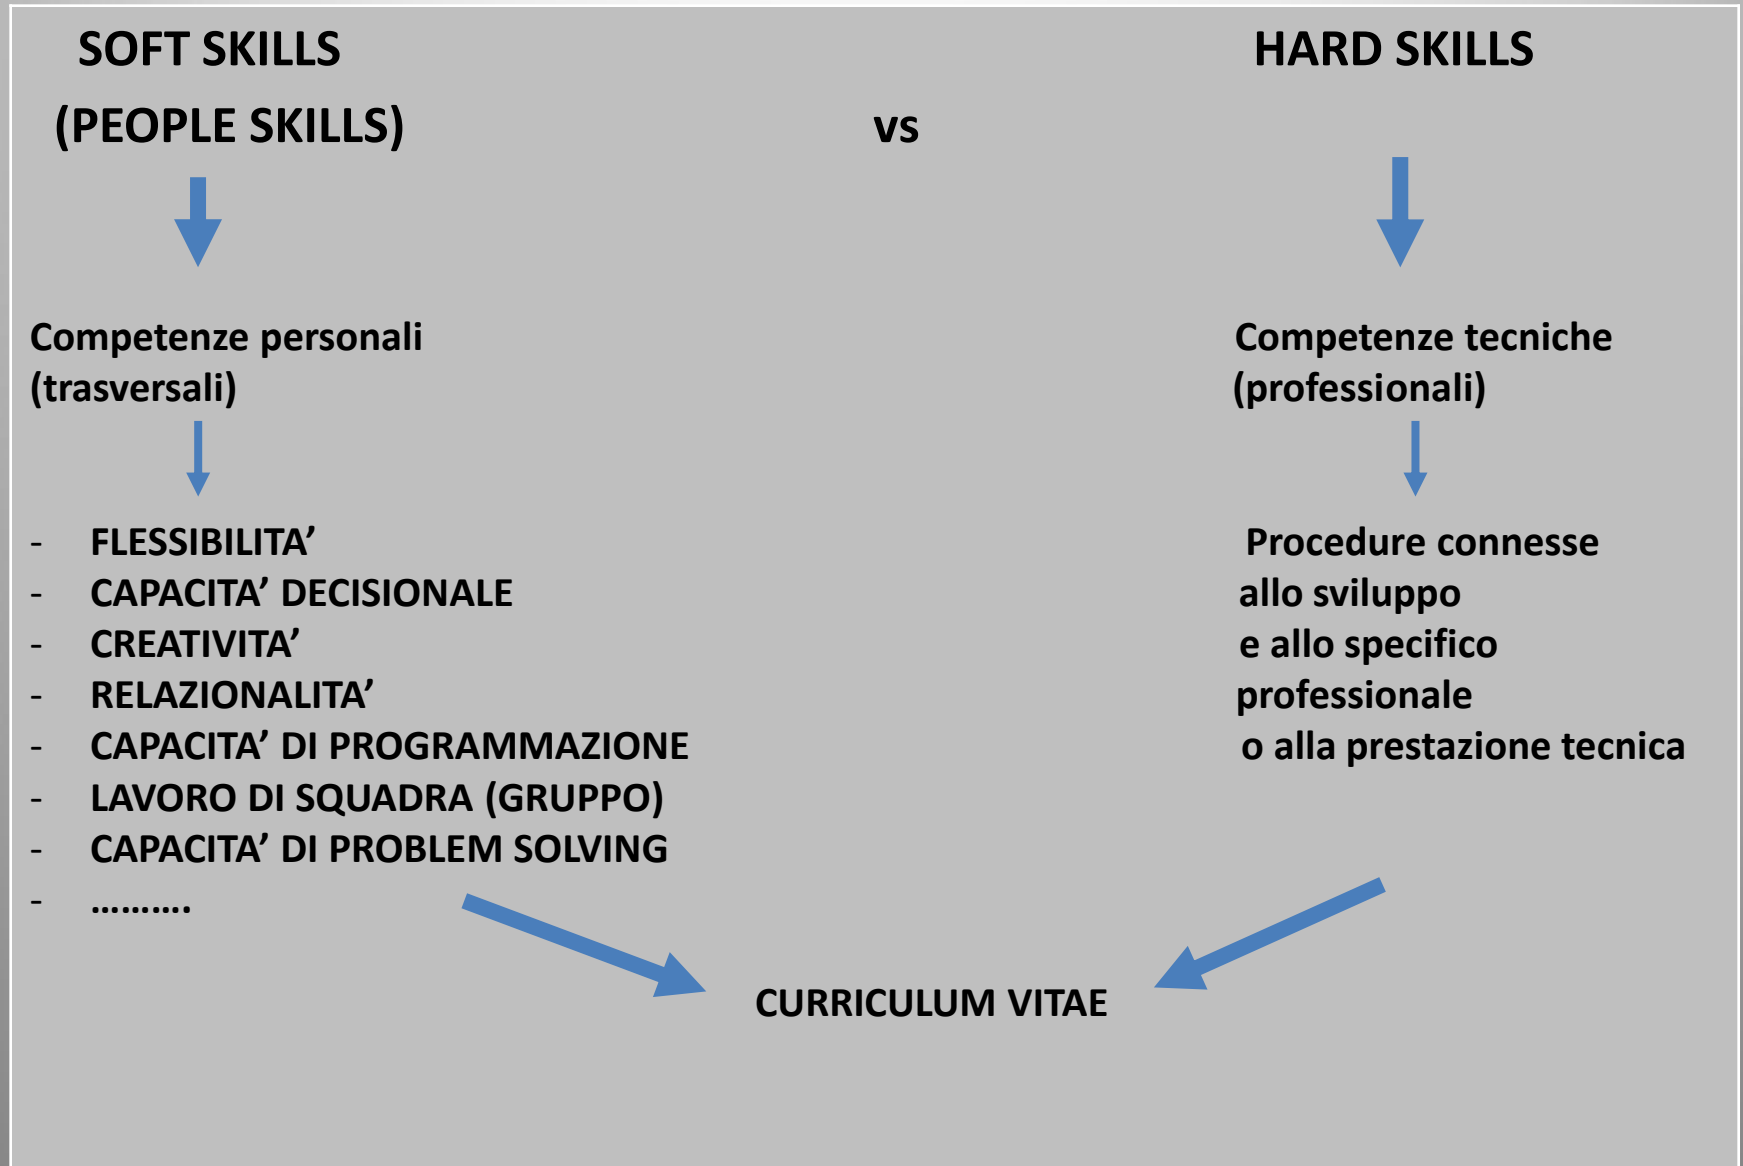 SOFT SKILLS
(PEOPLE SKILLS)
vs
HARD SKILLS
Competenze personali
(trasversali)
- FLESSIBILITA’
- CAPACITA’ DECISIONALE
- CREATIVITA’
- RELAZIONALITA’
- CAPACITA’ DI PROGRAMMAZIONE
- LAVORO DI SQUADRA (GRUPPO)
- CAPACITA’ DI PROBLEM SOLVING
- ……….
Competenze tecniche
(professionali)
Procedure connesse
allo sviluppo
e allo specifico
professionale
o alla prestazione tecnica
CURRICULUM VITAE